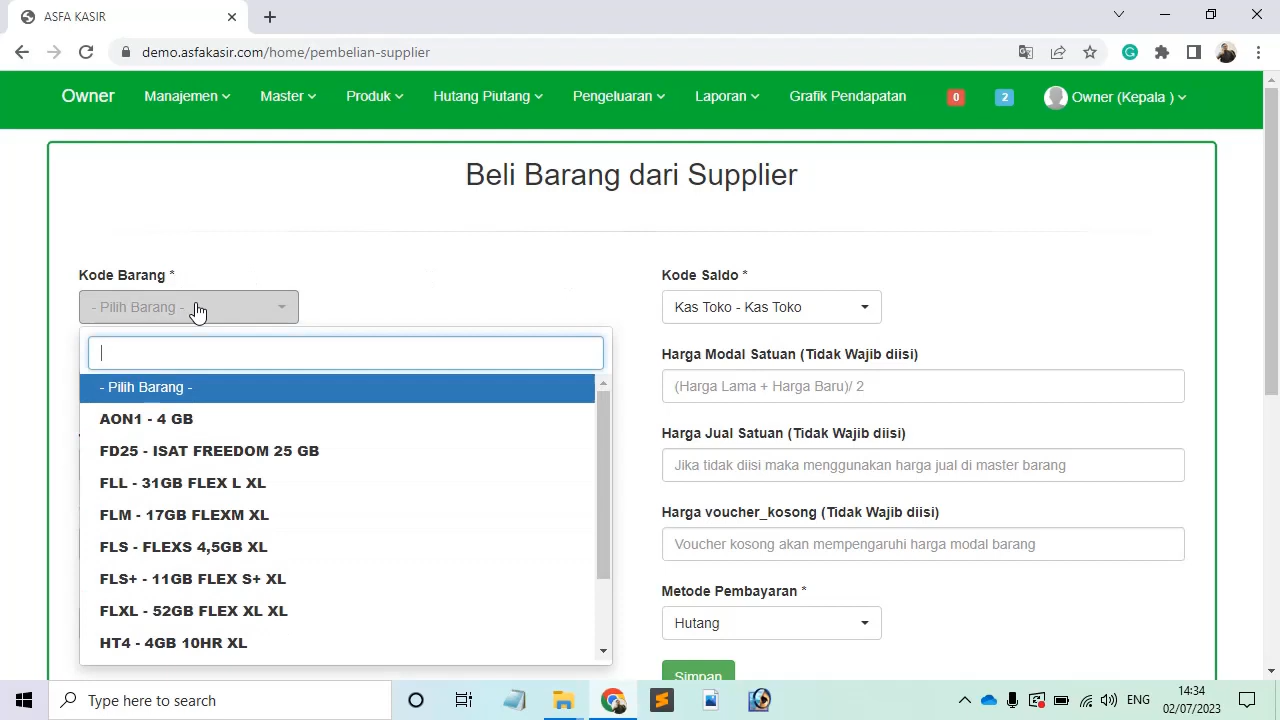 ASFA KASIR
demo.asfakasir.com/home/pembelian-supplier
Owner Manajemen Master Produk Hutang Piutang Pengeluaran Laporan Grafik Pendapatan 0 2 Owner (Kepala )
Beli Barang dari Supplier
Kode Barang *
- Pilih Barang -
- Pilih Barang -
AON1 - 4 GB
FD25 - ISAT FREEDOM 25 GB
FLL - 31GB FLEX L XL
FLM - 17GB FLEXM XL
FLS - FLEXS 4,5GB XL
FLS+ - 11GB FLEX S+ XL
FLXL - 52GB FLEX XL XL
HT4 - 4GB 10HR XL
Kode Saldo *
Kas Toko - Kas Toko
Harga Modal Satuan (Tidak Wajib diisi)
(Harga Lama + Harga Baru)/ 2
Harga Jual Satuan (Tidak Wajib diisi)
Jika tidak diisi maka menggunakan harga jual di master barang
Harga voucher_kosong (Tidak Wajib diisi)
Voucher kosong akan mempengaruhi harga modal barang
Metode Pembayaran *
Hutang
Simpan
Type here to search
ENG
14:34
02/07/2023